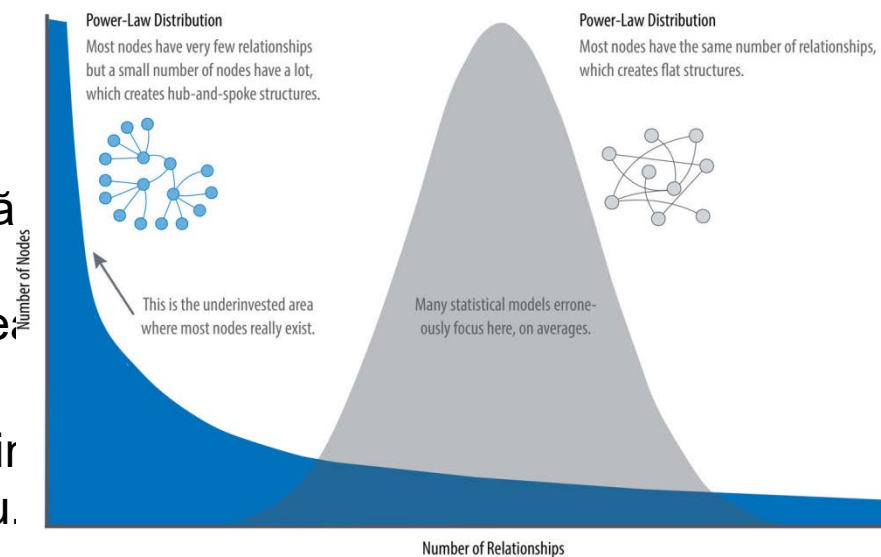 Power-Law Distribution
Most nodes have very few relationships
but a small number of nodes have a lot,
which creates hub-and-spoke structures.
Power-Law Distribution
Most nodes have the same number of relationships,
which creates flat structures.
Number of Nodes
This is the underinvested area
where most nodes really exist.
Many statistical models errone-
ously focus here, on averages.
Number of Relationships